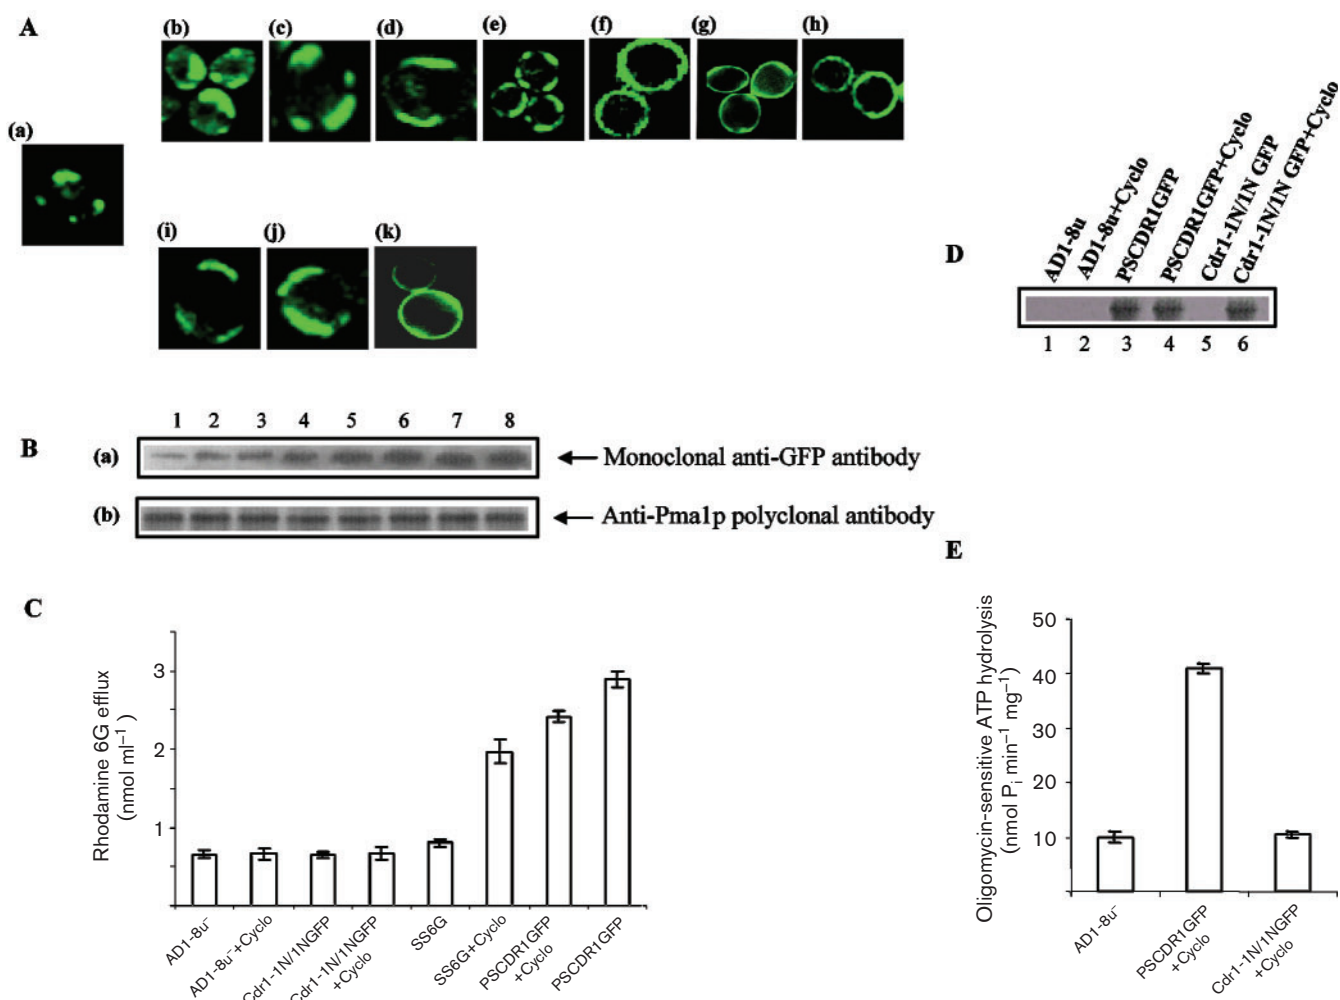 A
(a)
(b) (c) (d) (e) (f) (g) (h)
(i) (j) (k)
B
1 2 3 4 5 6 7 8
(a) Monoclonal anti-GFP antibody
(b) Anti-Pma1p polyclonal antibody
C
Rhodamine 6G efflux
(nmol ml⁻¹)
3
2
1
AD1-8u⁻
AD1-8u⁻+Cyclo
Cdr1-1N/1NGFP
Cdr1-1N/1NGFP
+Cyclo
SS6G
SS6G+Cyclo
PSCDR1GFP
+Cyclo
PSCDR1GFP
D
AD1-8u
AD1-8u+Cyclo
PSCDR1GFP
PSCDR1GFP+Cyclo
Cdr1-1N/1N GFP
Cdr1-1N/1N GFP+Cyclo
1 2 3 4 5 6
E
Oligomycin-sensitive ATP hydrolysis
(nmol Pᵢ min⁻¹ mg⁻¹)
50
40
30
20
10
AD1-8u⁻
PSCDR1GFP
+Cyclo
Cdr1-1N/1NGFP
+Cyclo